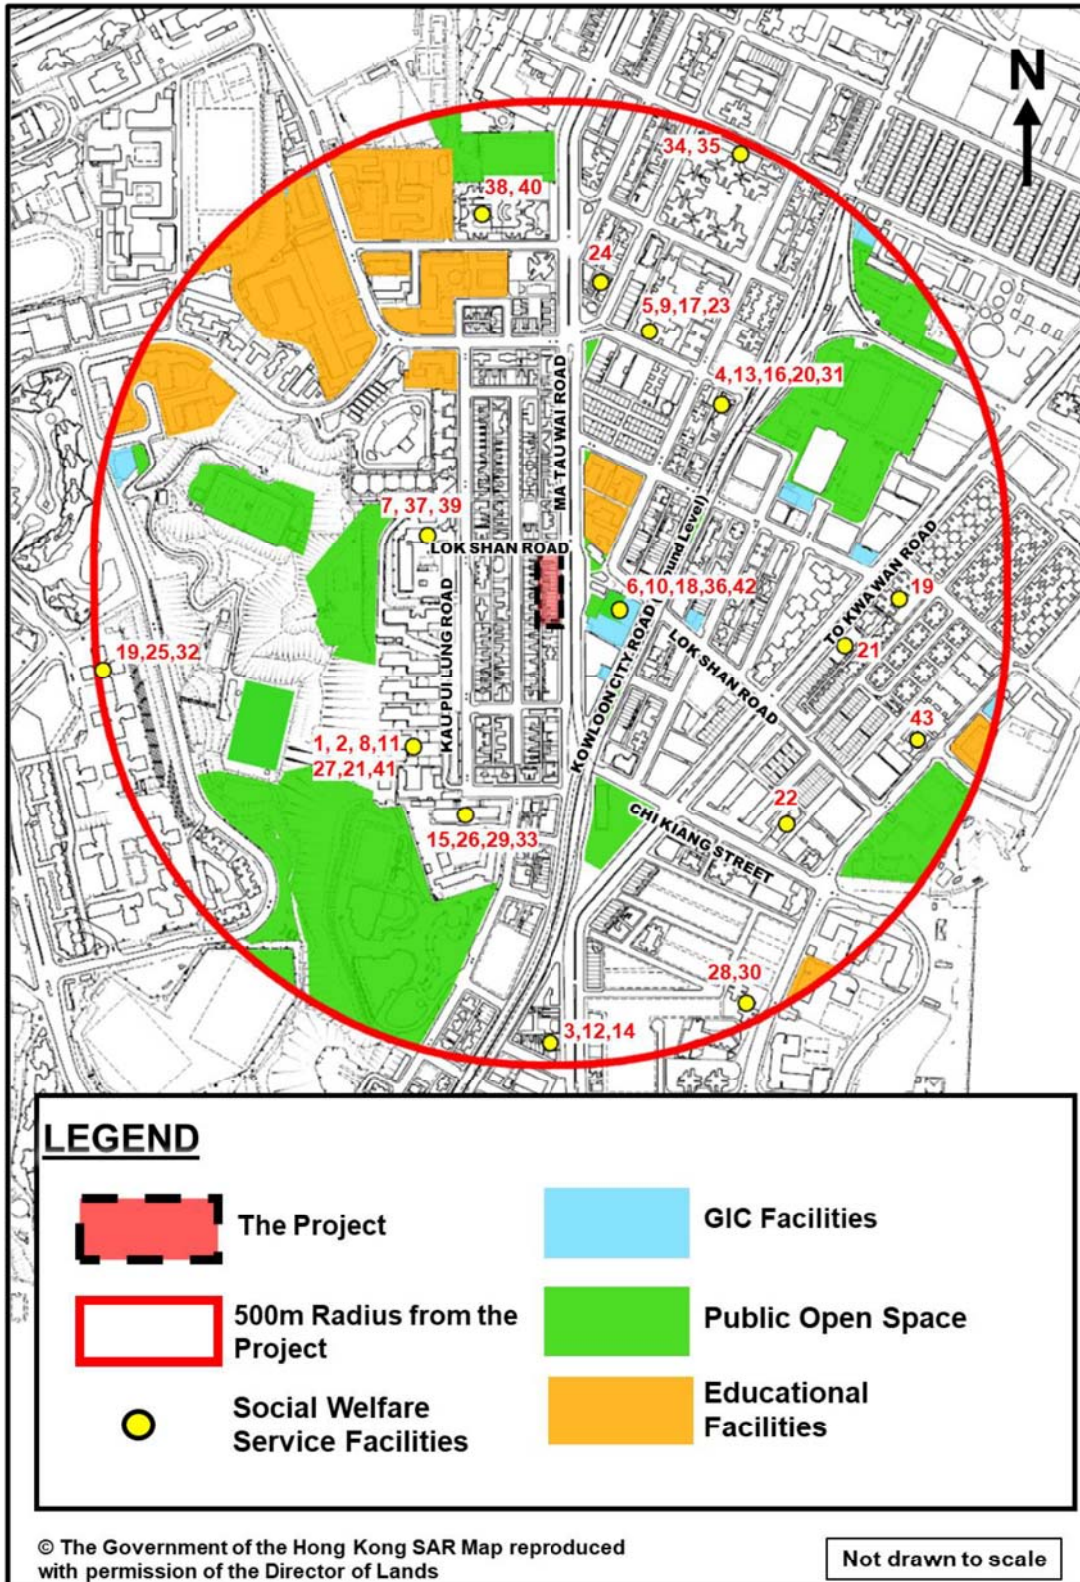 N
34, 35
38, 40
24
5,9,17,23
MA TAU WAI ROAD
4,13,16,20,31
7, 37, 39
LOK SHAN ROAD
KOWLOON CITY ROAD
ound Level)
6,10,18,36,42
TO KWA WAN ROAD
19
21
LOK SHAN ROAD
19,25,32
KAU PUI LUNG ROAD
43
1, 2, 8,11
27,21,41
22
15,26,29,33
CHI KIANG STREET
28,30
3,12,14
LEGEND
The Project
GIC Facilities
500m Radius from the
Project
Public Open Space
Social Welfare
Service Facilities
Educational
Facilities
© The Government of the Hong Kong SAR Map reproduced
with permission of the Director of Lands
Not drawn to scale